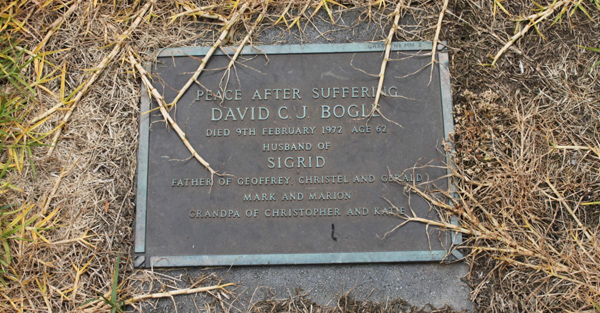 PEACE AFTER SUFFERING
DAVID C. J. BOGLE
DIED 9TH FEBRUARY 1972 AGE 62
HUSBAND OF
SIGRID
FATHER OF GEOFFREY, CHRISTEL AND GERALD
MARK AND MARION
GRANDPA OF CHRISTOPHER AND KATIE